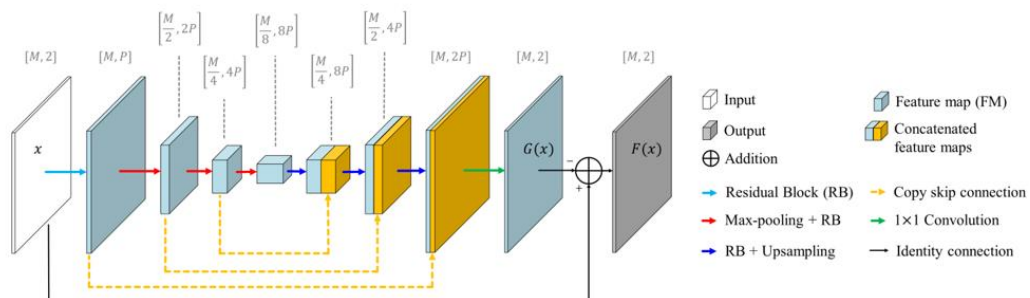 [M, 2]
[M, P]
[M/2, 2P]
[M/4, 4P]
[M/8, 8P]
[M/4, 8P]
[M/2, 4P]
[M, 2P]
[M, 2]
[M, 2]
x
G(x)
−
+
F(x)
Input
Output
Addition
Residual Block (RB)
Max-pooling + RB
RB + Upsampling
Feature map (FM)
Concatenated
feature maps
Copy skip connection
1×1 Convolution
Identity connection